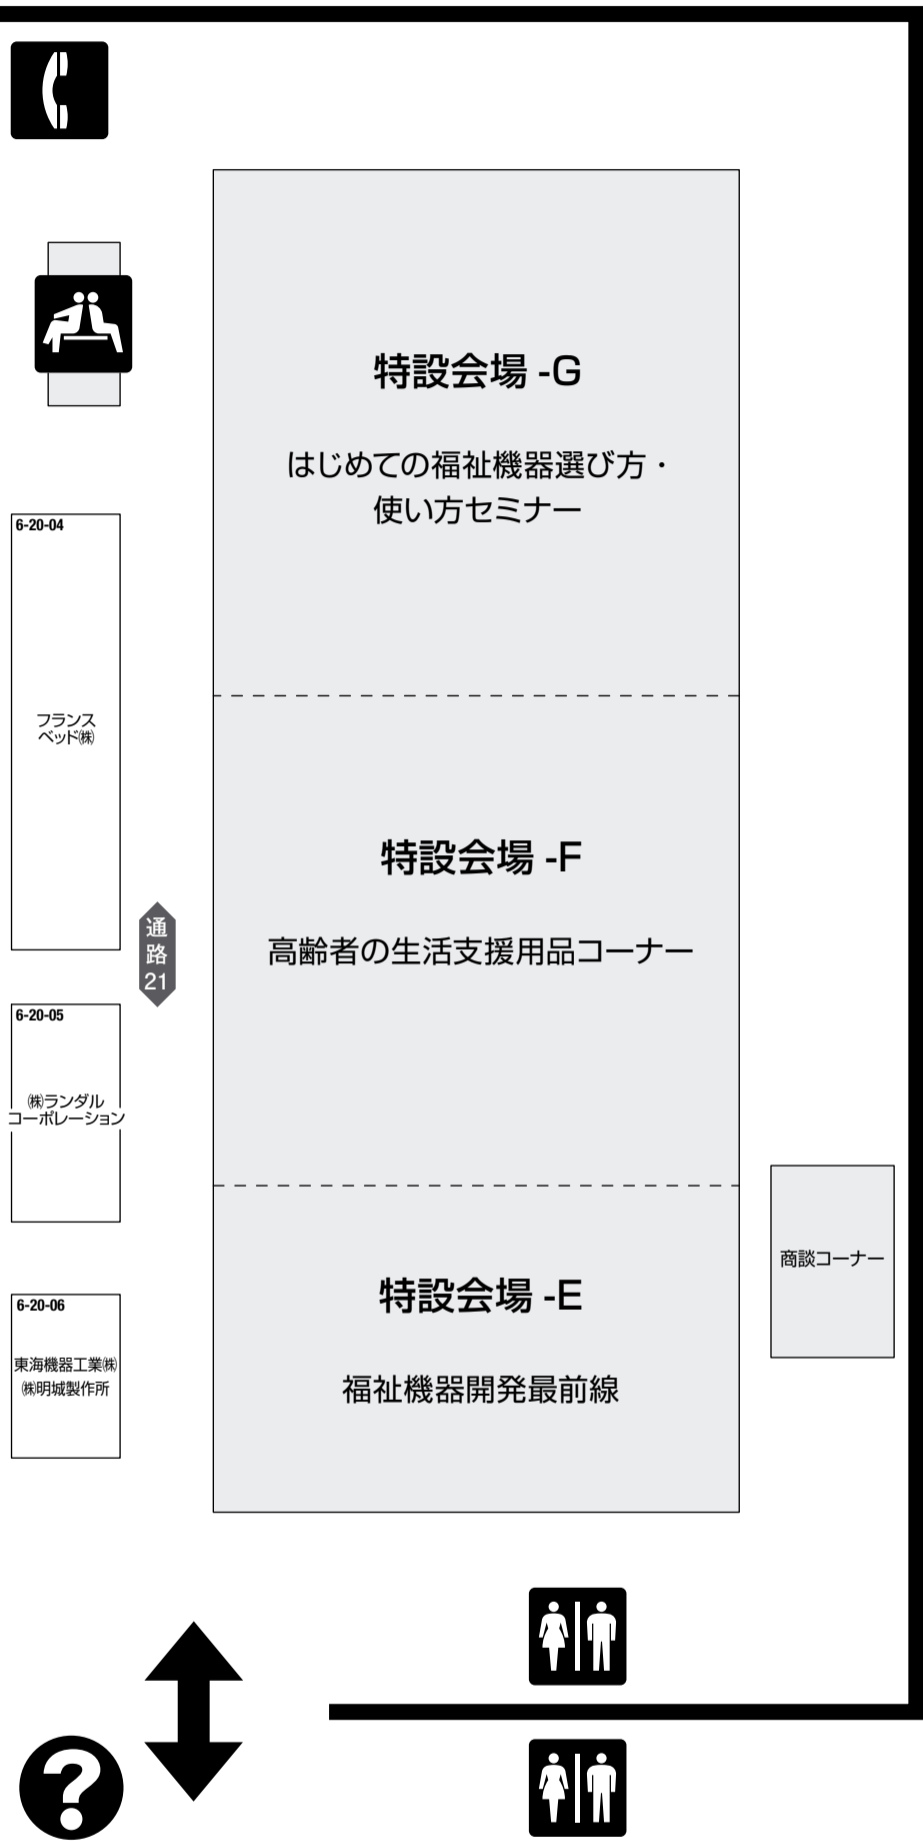 特設会場 -G
はじめての福祉機器選び方・
使い方セミナー
6-20-04
フランス
ベッド㈱
特設会場 -F
高齢者の生活支援用品コーナー
通路21
6-20-05
㈱ランダル
コーポレーション
商談コーナー
特設会場 -E
福祉機器開発最前線
6-20-06
東海機器工業㈱
㈱明城製作所
?